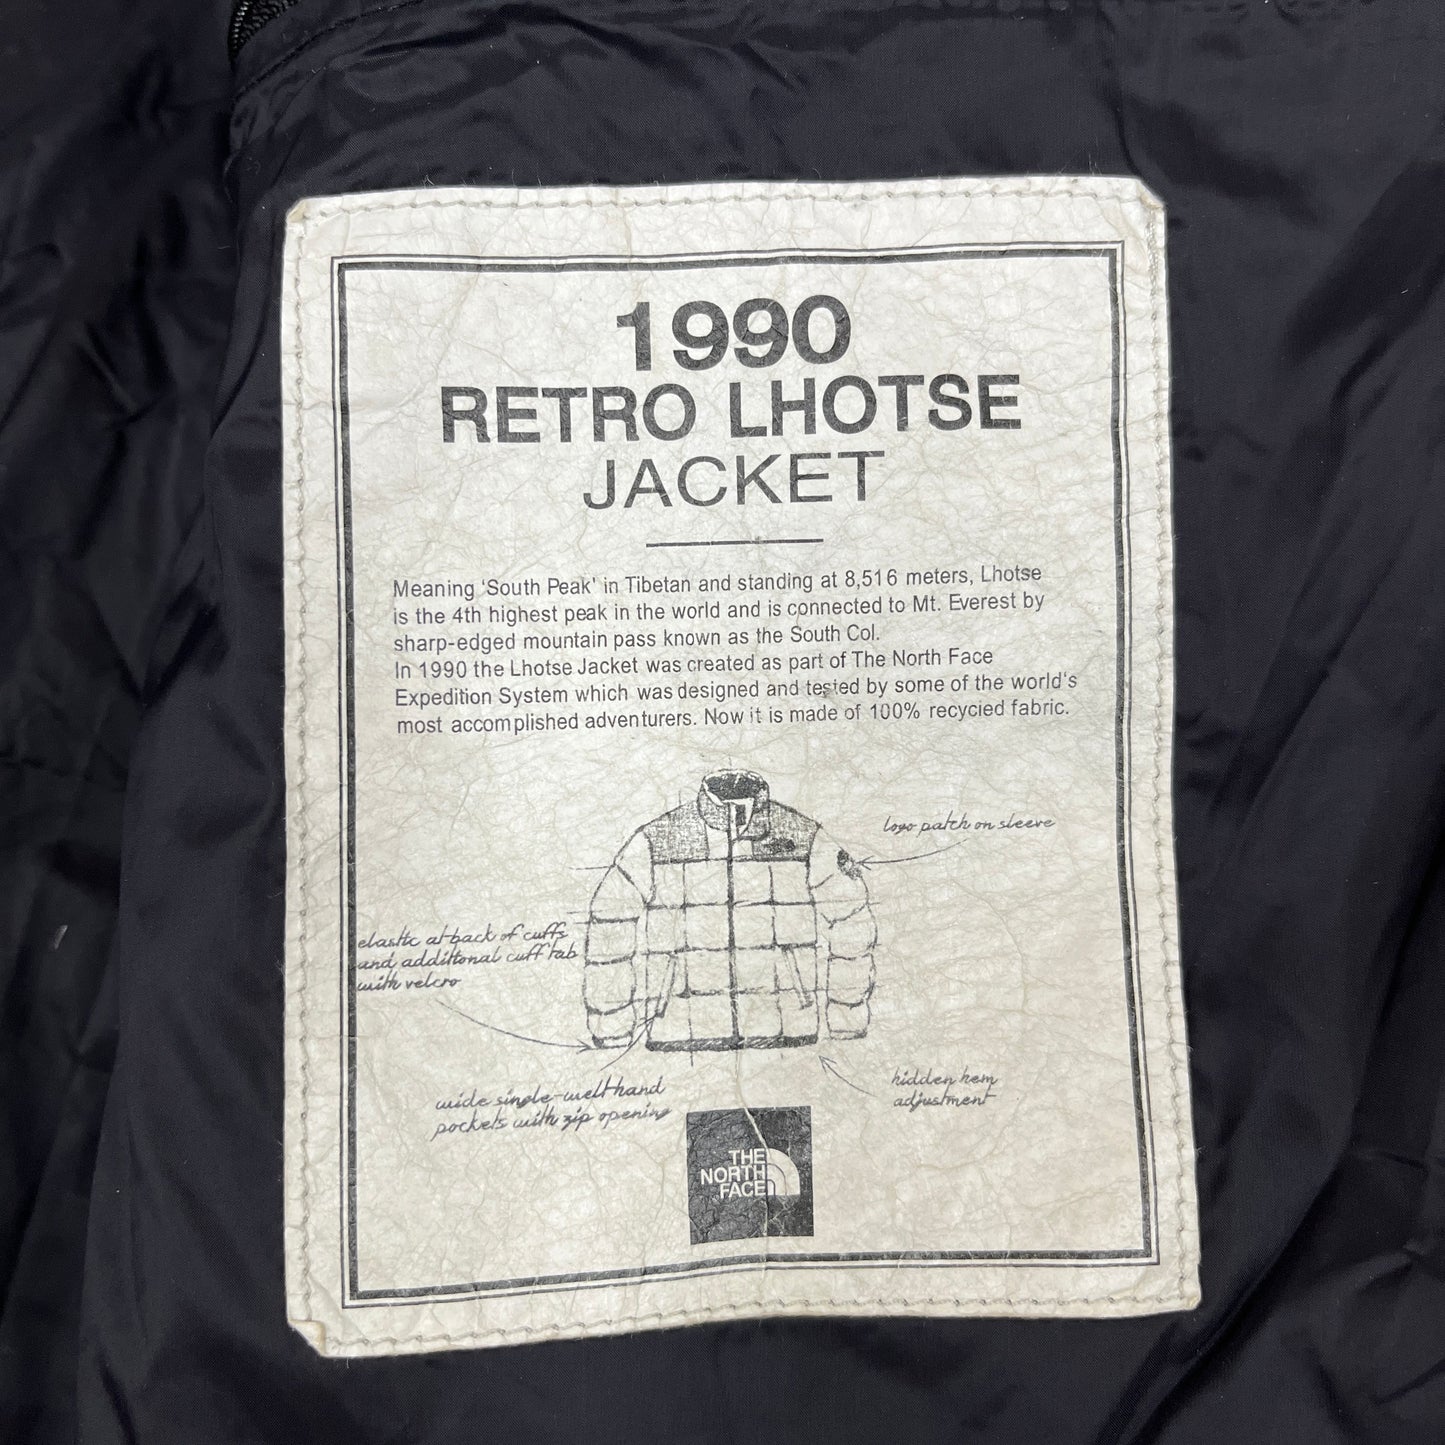 1990
RETRO LHOTSE
JACKET
Meaning 'South Peak' in Tibetan and standing at 8,516 meters, Lhotse
is the 4th highest peak in the world and is connected to Mt. Everest by
sharp-edged mountain pass known as the South Col.
In 1990 the Lhotse Jacket was created as part of The North Face
Expedition System which was designed and tested by some of the world's
most accomplished adventurers. Now it is made of 100% recycled fabric.
logo patch on sleeve
elastic at back of cuffs
and additional cuff tab
with velcro
wide single-welt hand
pockets with zip opening
hidden hem
adjustment
THE
NORTH
FACE